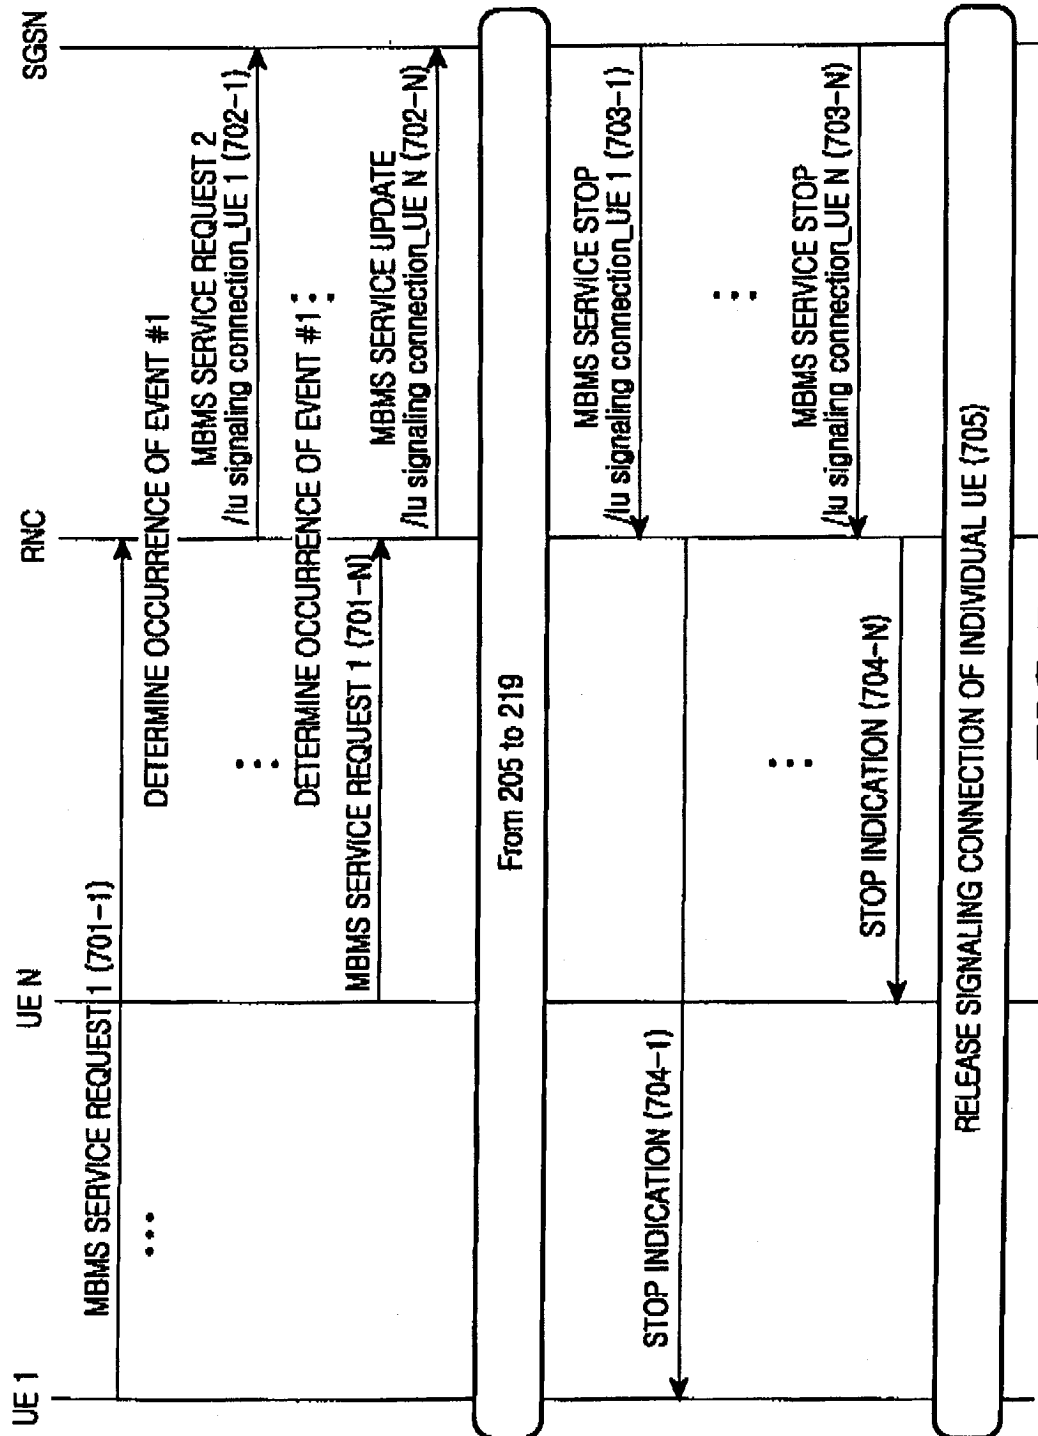 UE 1
UE N
RNC
SGSN
MBMS SERVICE REQUEST 1 (701-1)
...
DETERMINE OCCURRENCE OF EVENT #1
MBMS SERVICE REQUEST 2
/Iu signaling connection_UE 1 (702-1)
...
DETERMINE OCCURRENCE OF EVENT #1
...
MBMS SERVICE REQUEST 1 (701-N)
MBMS SERVICE UPDATE
/Iu signaling connection_UE N (702-N)
From 205 to 219
MBMS SERVICE STOP
/Iu signaling connection_UE 1 (703-1)
STOP INDICATION (704-1)
...
...
MBMS SERVICE STOP
/Iu signaling connection_UE N (703-N)
STOP INDICATION (704-N)
RELEASE SIGNALING CONNECTION OF INDIVIDUAL UE (705)